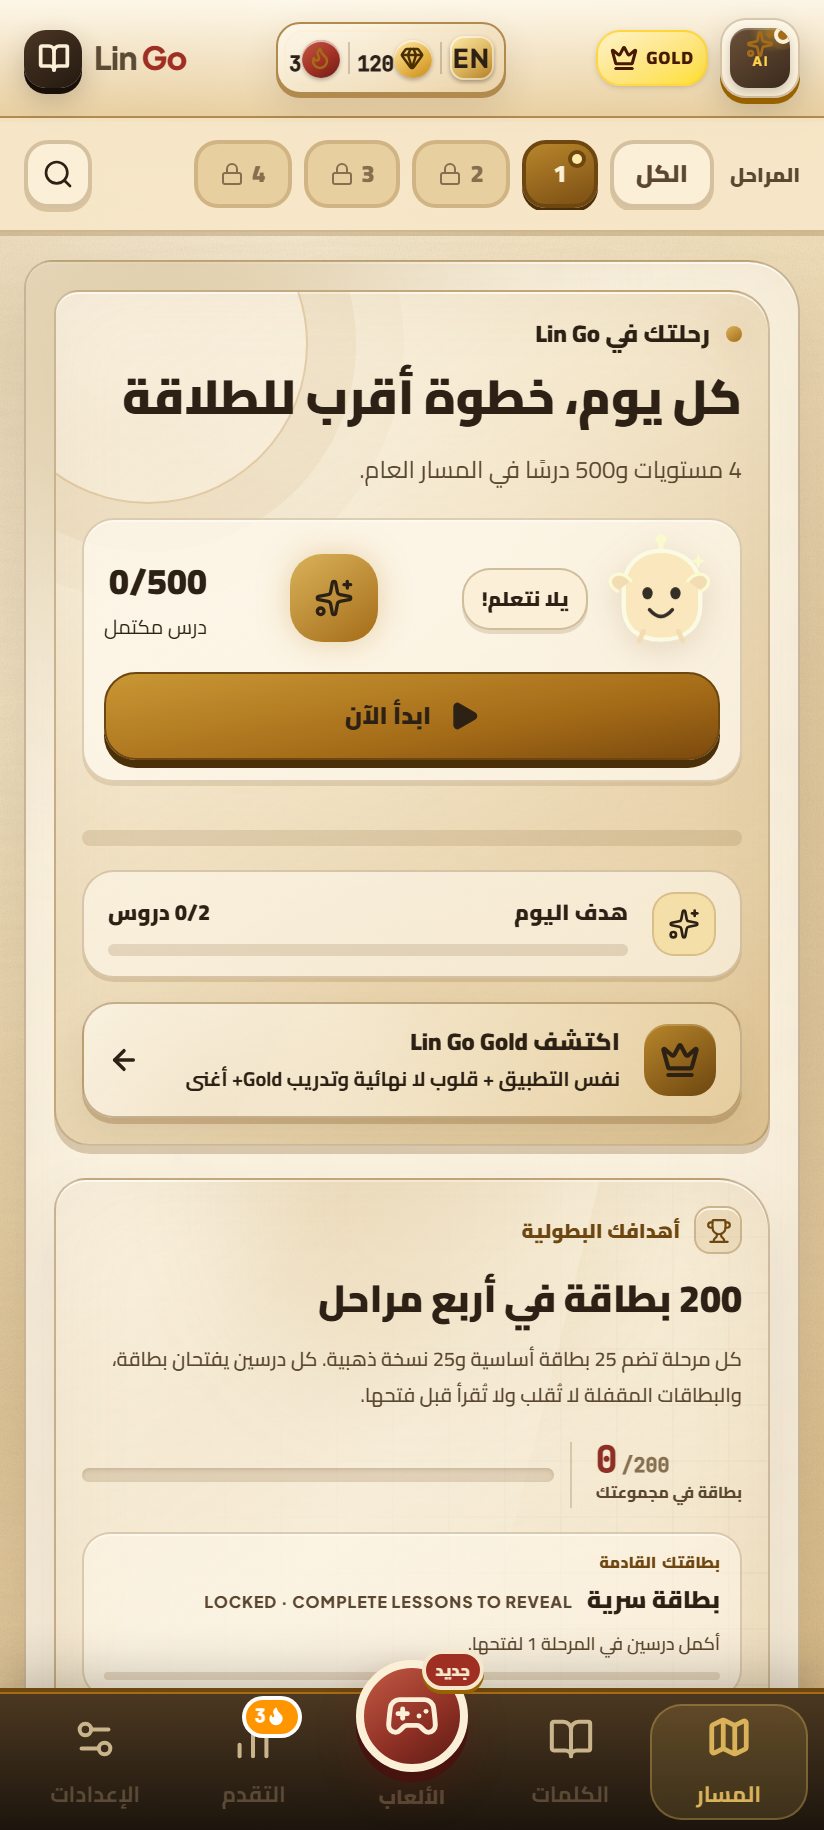 Lin Go
3
120
EN
GOLD
AI
المراحل
الكل
1
2
3
4
رحلتك في Lin Go
كل يوم، خطوة أقرب للطلاقة
4 مستويات و500 درسًا في المسار العام.
يلا نتعلم!
0/500
درس مكتمل
ابدأ الآن
هدف اليوم
0/2 دروس
اكتشف Lin Go Gold
نفس التطبيق + قلوب لا نهائية وتدريب Gold+ أغنى
أهدافك البطولية
200 بطاقة في أربع مراحل
كل مرحلة تضم 25 بطاقة أساسية و25 نسخة ذهبية. كل درسين يفتحان بطاقة،
والبطاقات المقفلة لا تُقلب ولا تُقرأ قبل فتحها.
0/200
بطاقة في مجموعتك
بطاقتك القادمة
بطاقة سرية LOCKED · COMPLETE LESSONS TO REVEAL
أكمل درسين في المرحلة 1 لفتحها.
جديد
3
المسار
الكلمات
الألعاب
التقدم
الإعدادات